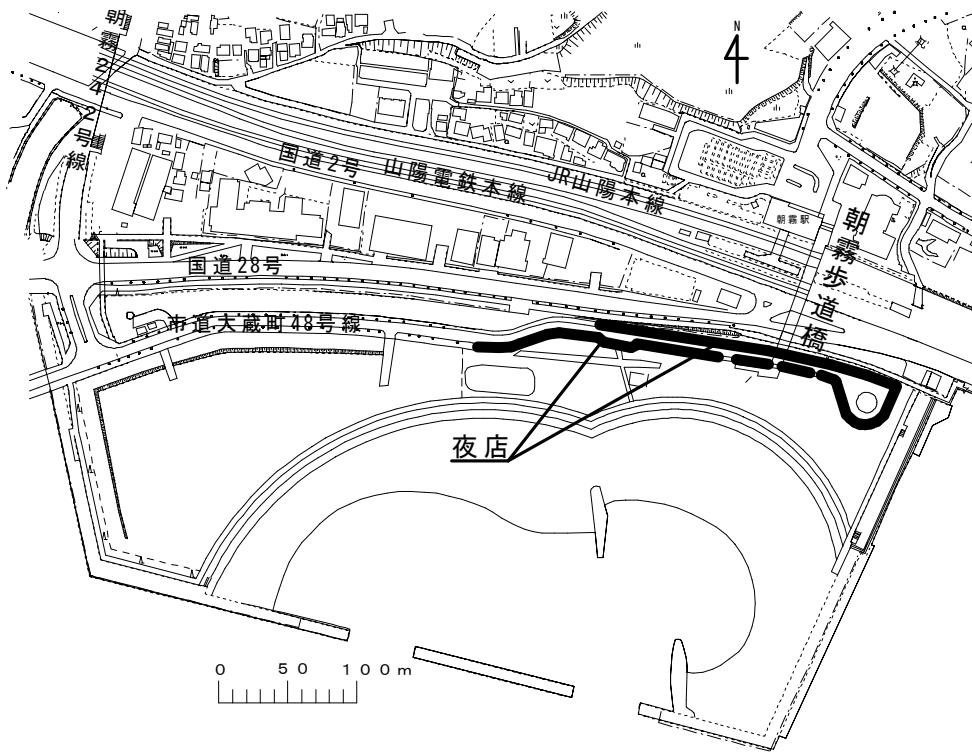 N
朝霧242号線
国道2号
山陽電鉄本線
JR山陽本線
朝霧駅
朝霧歩道橋
国道28号
市道大蔵町48号線
夜店
0 50 100m